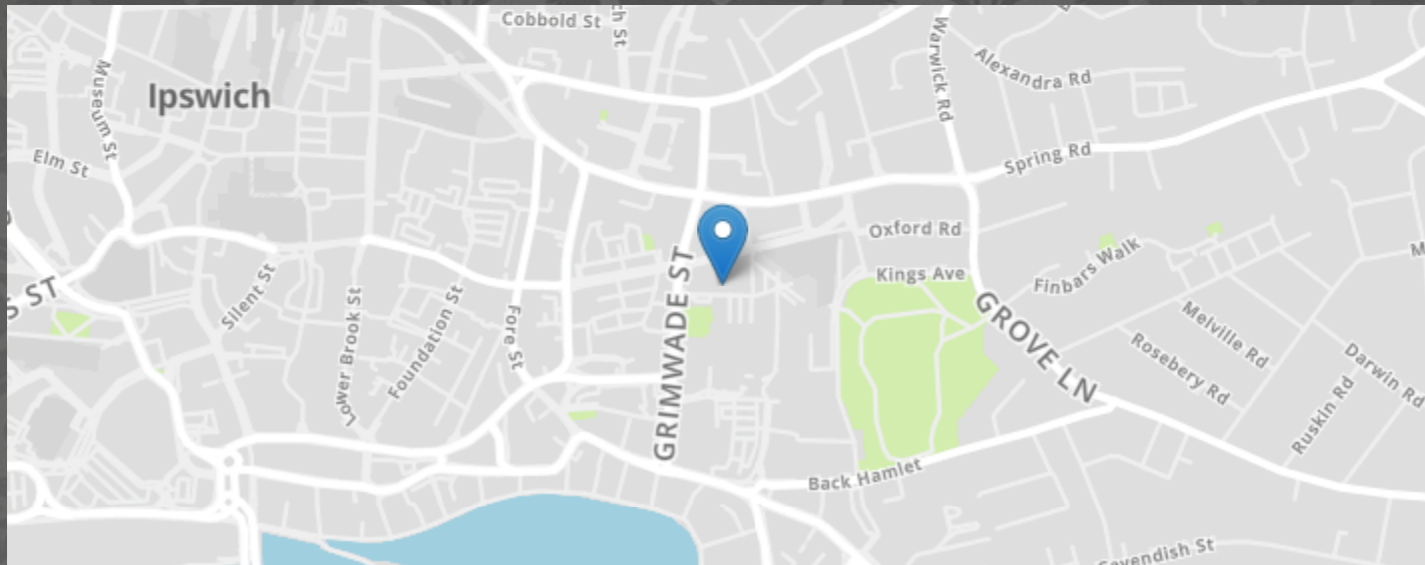 Cobbold St
ch St
Warwick Rd
Alexandra Rd
Museum St
Ipswich
Elm St
Spring Rd
Oxford Rd
Kings Ave
Finbars Walk
S ST
Silent St
Lower Brook St
Foundation St
Fore St
GRIMWADE ST
GROVE LN
Melville Rd
Rosebery Rd
Darwin Rd
Ruskin Rd
Back Hamlet
Cavendish St